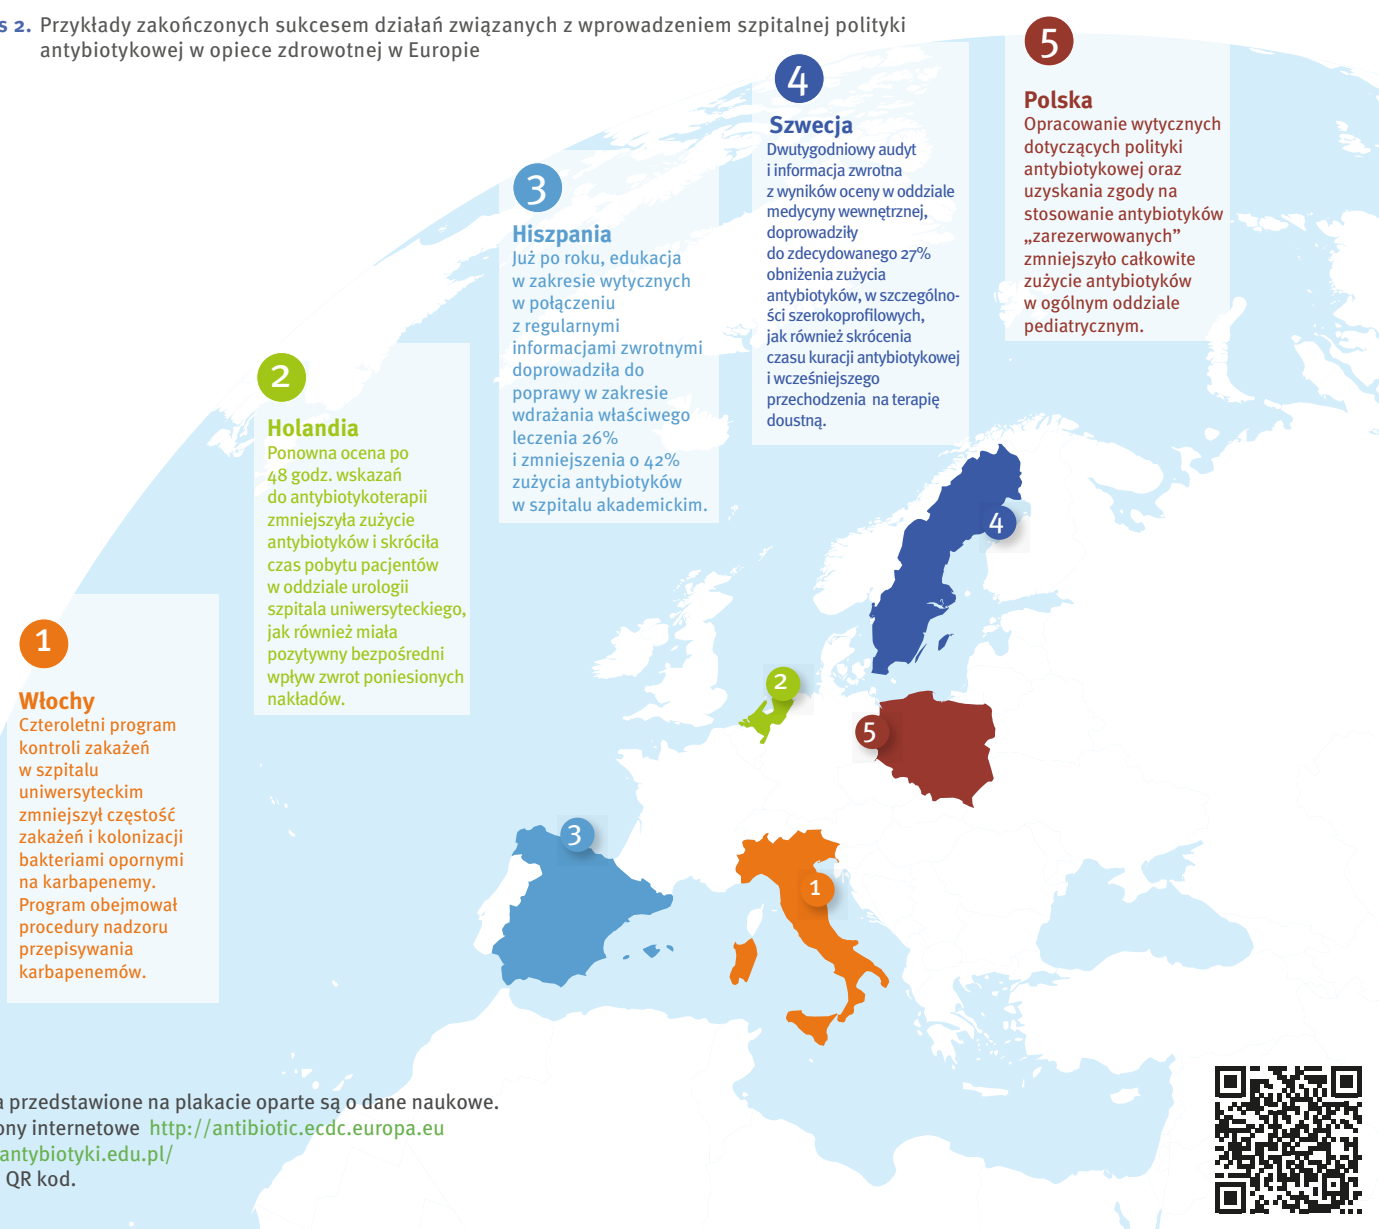 s 2. Przykłady zakończonych sukcesem działań związanych z wprowadzeniem szpitalnej polityki
antybiotykowej w opiece zdrowotnej w Europie
1
Włochy
Czteroletni program
kontroli zakażeń
w szpitalu
uniwersyteckim
zmniejszył częstość
zakażeń i kolonizacji
bakteriami opornymi
na karbapenemy.
Program obejmował
procedury nadzoru
przepisywania
karbapenemów.
2
Holandia
Ponowna ocena po
48 godz. wskazań
do antybiotykoterapii
zmniejszyła zużycie
antybiotyków i skróciła
czas pobytu pacjentów
w oddziale urologii
szpitala uniwersyteckiego,
jak również miała
pozytywny bezpośredni
wpływ zwrot poniesionych
nakładów.
3
Hiszpania
Już po roku, edukacja
w zakresie wytycznych
w połączeniu
z regularnymi
informacjami zwrotnymi
doprowadziła do
poprawy w zakresie
wdrażania właściwego
leczenia 26%
i zmniejszenia o 42%
zużycia antybiotyków
w szpitalu akademickim.
4
Szwecja
Dwutygodniowy audyt
i informacja zwrotna
z wyników oceny w oddziale
medycyny wewnętrznej,
doprowadziły
do zdecydowanego 27%
obniżenia zużycia
antybiotyków, w szczególno-
ści szerokoprofilowych,
jak również skrócenia
czasu kuracji antybiotykowej
i wcześniejszego
przechodzenia na terapię
doustną.
5
Polska
Opracowanie wytycznych
dotyczących polityki
antybiotykowej oraz
uzyskania zgody na
stosowanie antybiotyków
„zarezerwowanych”
zmniejszyło całkowite
zużycie antybiotyków
w ogólnym oddziale
pediatrycznym.
4
2
5
3
1
a przedstawione na plakacie oparte są o dane naukowe.
ony internetowe http://antibiotic.ecdc.europa.eu
antybiotyki.edu.pl/
QR kod.